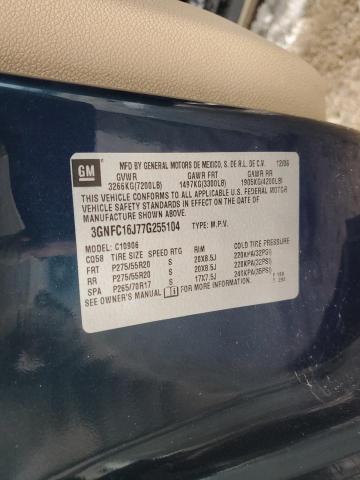 GM
MFD BY GENERAL MOTORS DE MEXICO, S. DE R.L. DE C.V. 12/06
GVWR GAWR FRT GAWR RR
3266KG(7200LB) 1497KG(3300LB) 1905KG(4200LB)
THIS VEHICLE CONFORMS TO ALL APPLICABLE U.S. FEDERAL MOTOR
VEHICLE SAFETY AND THEFT PREVENTION STANDARDS IN EFFECT ON
THE DATE OF MANUFACTURE SHOWN ABOVE.
3GNFC16J77G255104 TYPE: M.P.V.
MODEL: C10906
CQ58 TIRE SIZE SPEED RTG RIM COLD TIRE PRESSURE
FRT P275/55R20 S 20X8.5J 220KPA(32PSI)
RR P275/55R20 S 20X8.5J 220KPA(32PSI)
SPA P265/70R17 S 17X7.5J 240KPA(35PSI)
SEE OWNER'S MANUAL FOR MORE INFORMATION.